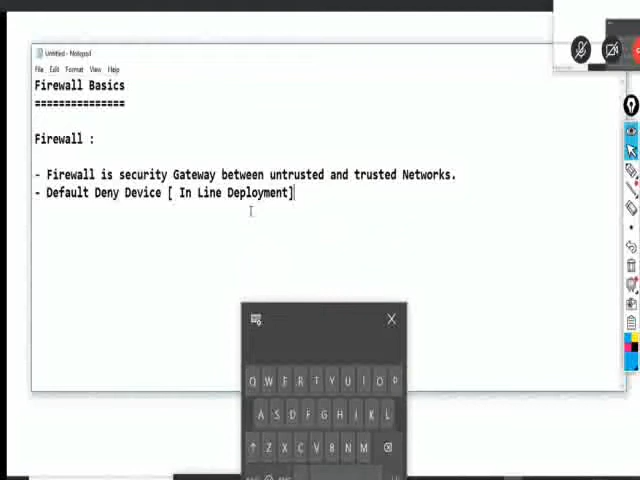 Untitled - Notepad
File Edit Format View Help
Firewall Basics
===============
Firewall :
- Firewall is security Gateway between untrusted and trusted Networks.
- Default Deny Device [ In Line Deployment]
Q W E R T Y U I O P
A S D F G H J K L
Z X C V B N M